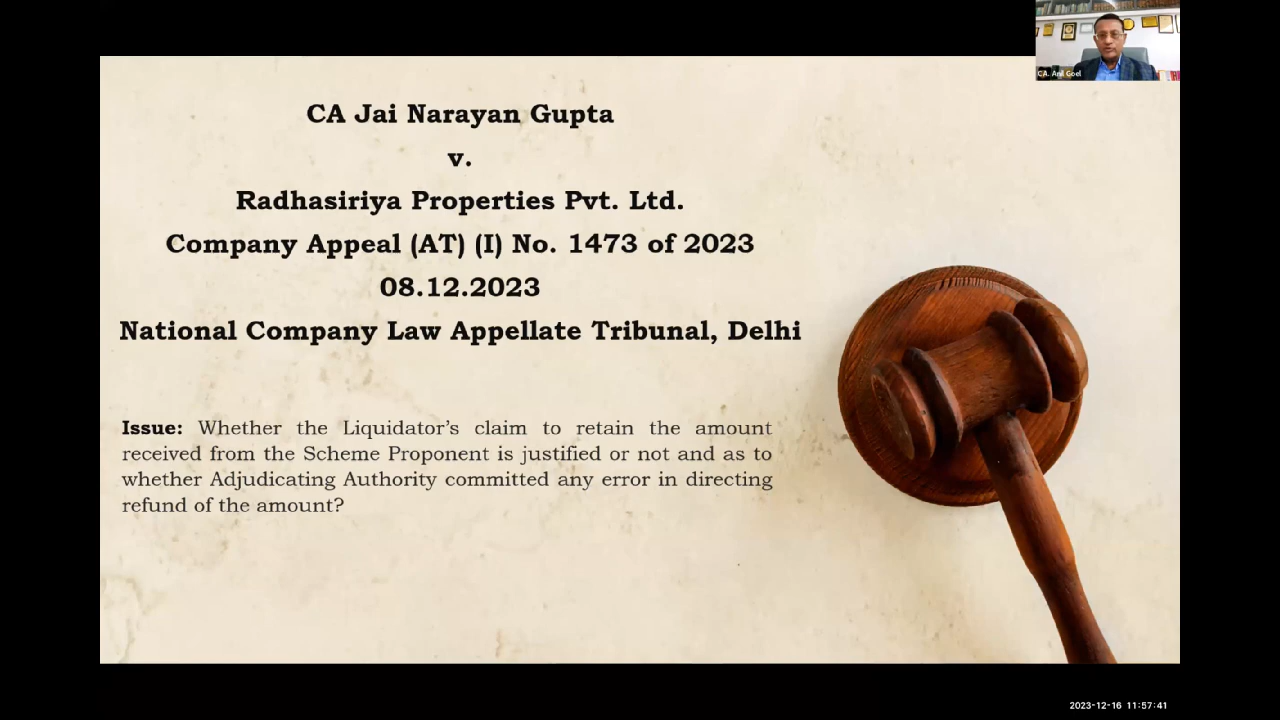 CA. Anil Goel
CA Jai Narayan Gupta
v.
Radhasiriya Properties Pvt. Ltd.
Company Appeal (AT) (I) No. 1473 of 2023
08.12.2023
National Company Law Appellate Tribunal, Delhi
Issue: Whether the Liquidator's claim to retain the amount
received from the Scheme Proponent is justified or not and as to
whether Adjudicating Authority committed any error in directing
refund of the amount?
2023-12-16 11:57:41